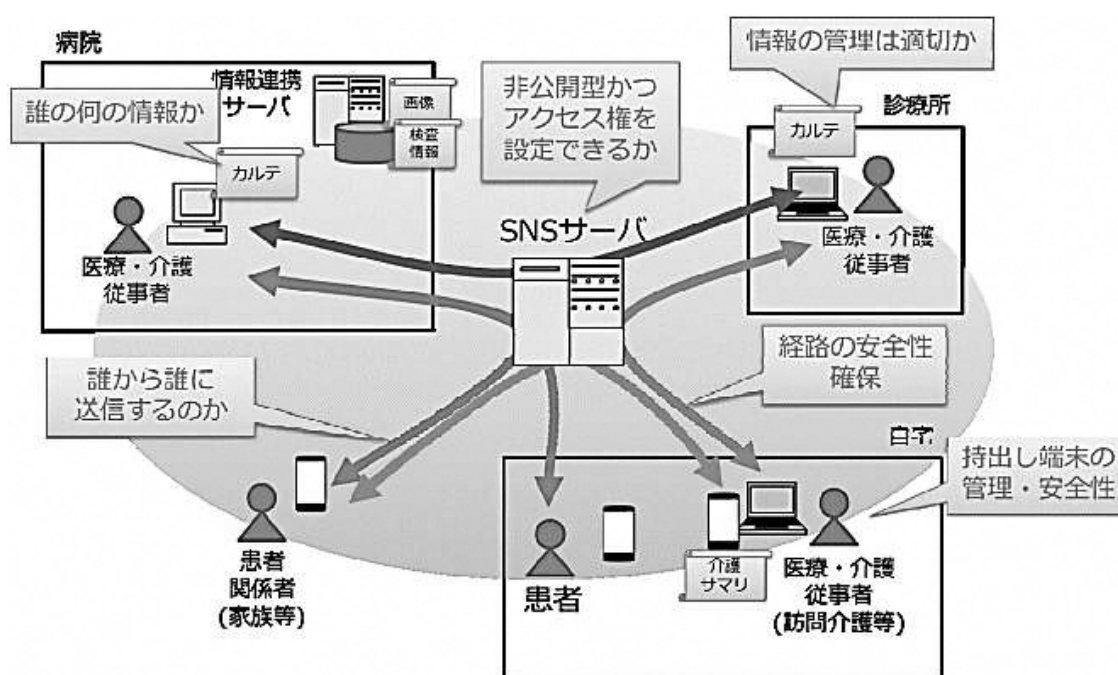 病院
情報連携
サーバ
画像
検査
情報
誰の何の情報か
カルテ
医療・介護
従事者
非公開型かつ
アクセス権を
設定できるか
SNSサーバ
情報の管理は適切か
診療所
カルテ
医療・介護
従事者
誰から誰に
送信するのか
経路の安全性
確保
自宅
持出し端末の
管理・安全性
患者
関係者
(家族等)
患者
介護
サマリ
医療・介護
従事者
(訪問介護等)